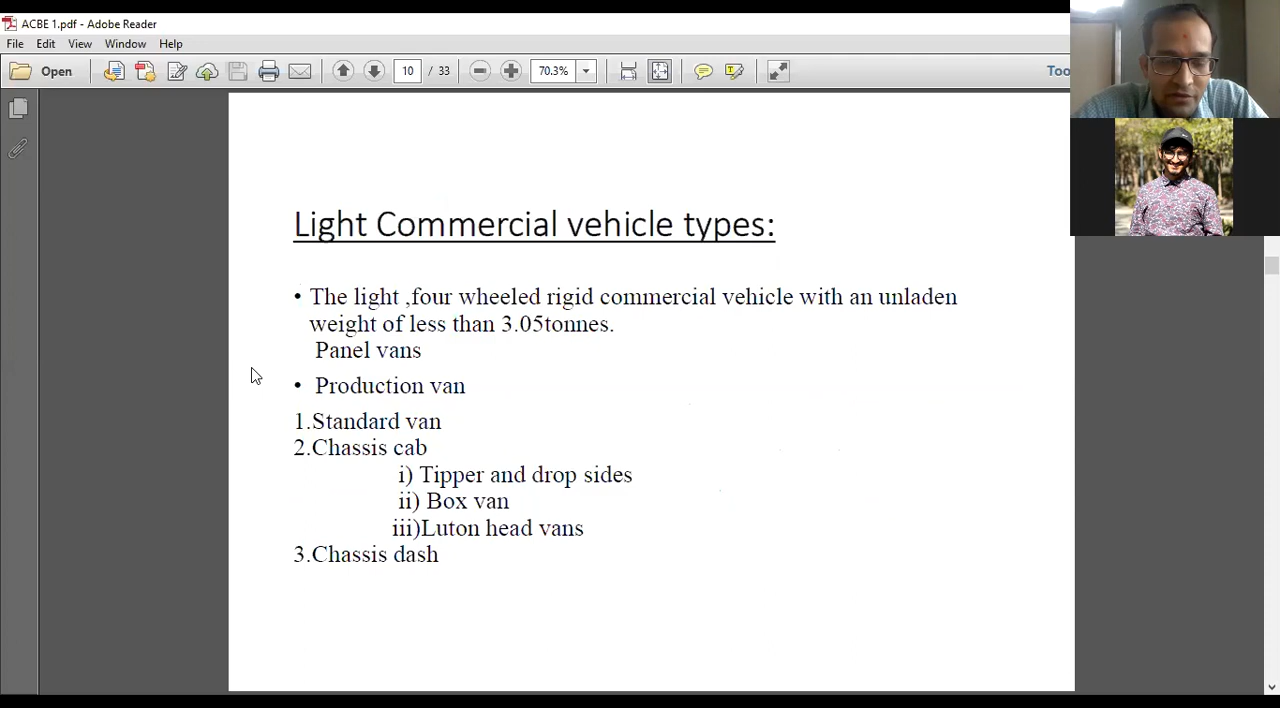 ACBE 1.pdf - Adobe Reader
File Edit View Window Help
Open 10 / 33 70.3% Too
Light Commercial vehicle types:
• The light ,four wheeled rigid commercial vehicle with an unladen
weight of less than 3.05tonnes.
Panel vans
• Production van
1.Standard van
2.Chassis cab
i) Tipper and drop sides
ii) Box van
iii)Luton head vans
3.Chassis dash